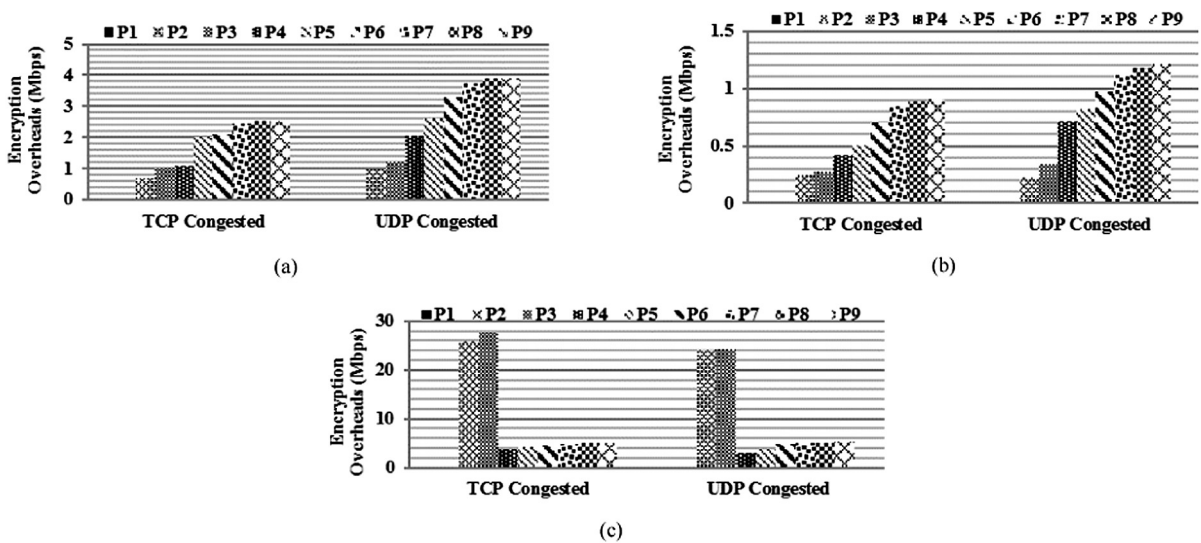 P1 P2 P3 P4 P5 P6 P7 P8 P9
Encryption
Overheads (Mbps)
5
4
3
2
1
0
TCP Congested UDP Congested
(a)
P1 P2 P3 P4 P5 P6 P7 P8 P9
Encryption
Overheads (Mbps)
1.5
1
0.5
0
TCP Congested UDP Congested
(b)
P1 P2 P3 P4 P5 P6 P7 P8 P9
Encryption
Overheads (Mbps)
30
20
10
0
TCP Congested UDP Congested
(c)